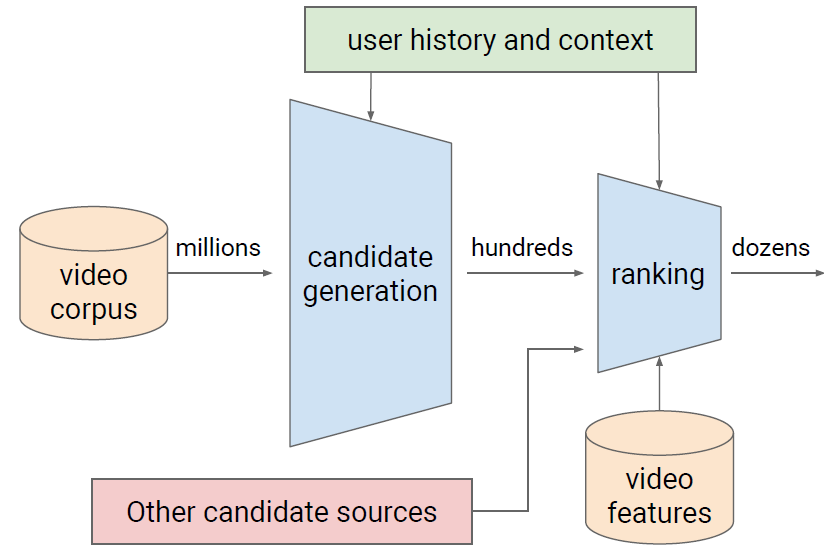 user history and context
millions
video
corpus
candidate
generation
hundreds
ranking
dozens
Other candidate sources
video
features